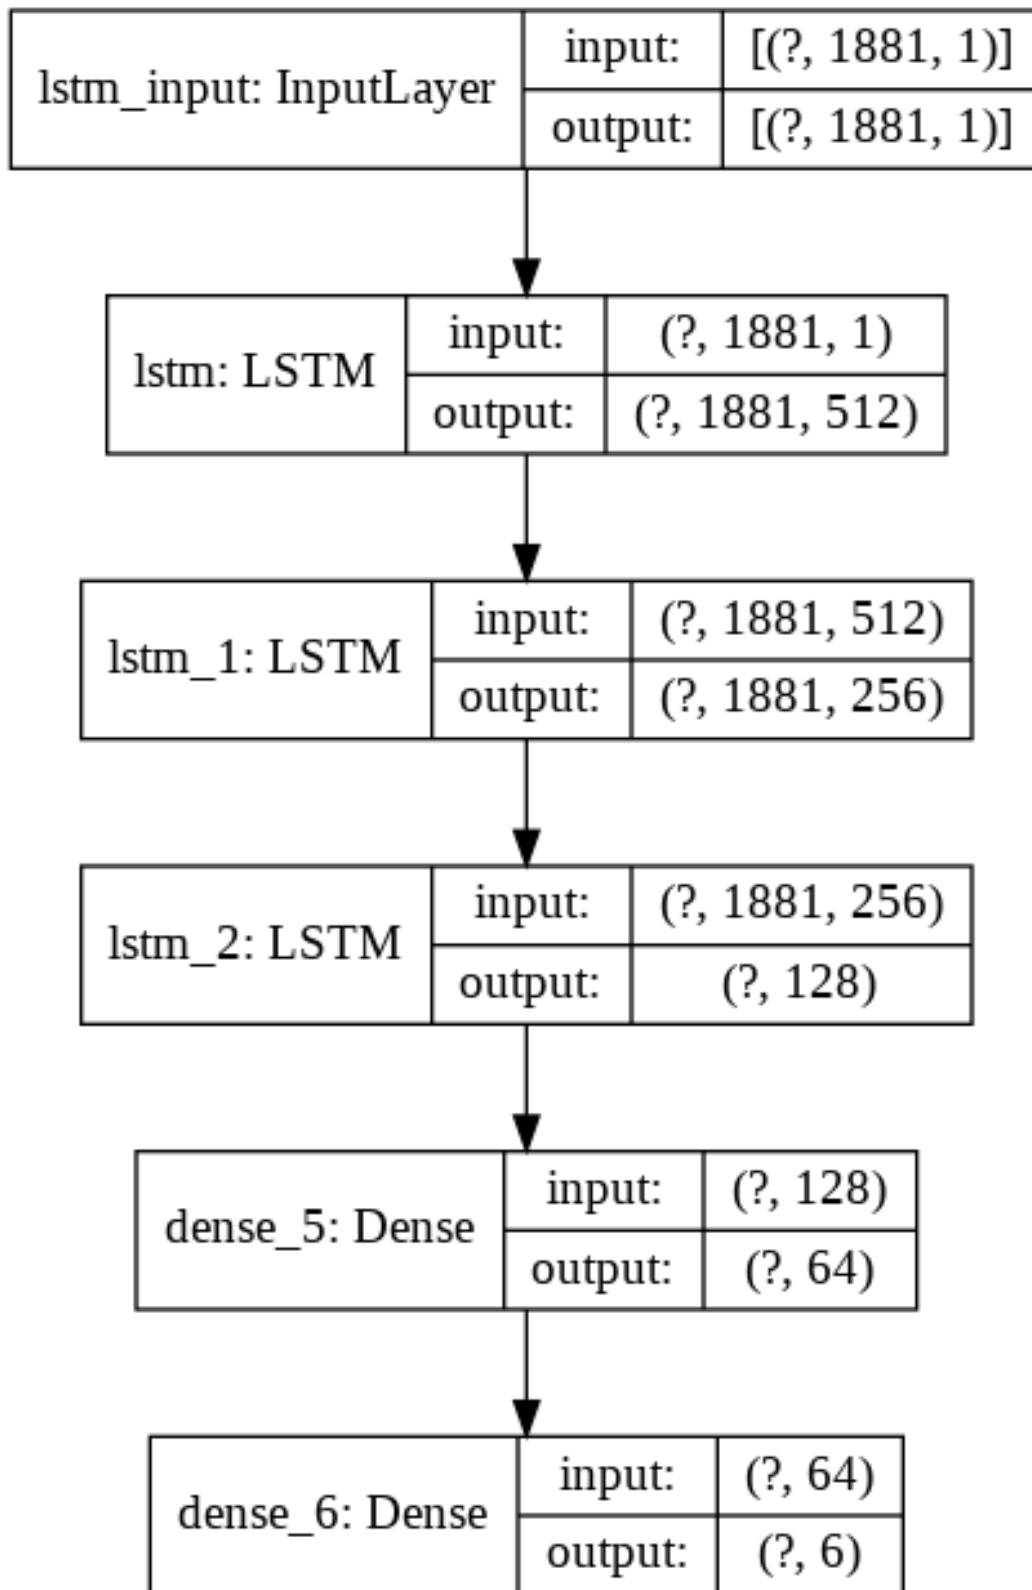 lstm_input: InputLayer
input: [(?, 1881, 1)]
output: [(?, 1881, 1)]
lstm: LSTM
input: (?, 1881, 1)
output: (?, 1881, 512)
lstm_1: LSTM
input: (?, 1881, 512)
output: (?, 1881, 256)
lstm_2: LSTM
input: (?, 1881, 256)
output: (?, 128)
dense_5: Dense
input: (?, 128)
output: (?, 64)
dense_6: Dense
input: (?, 64)
output: (?, 6)